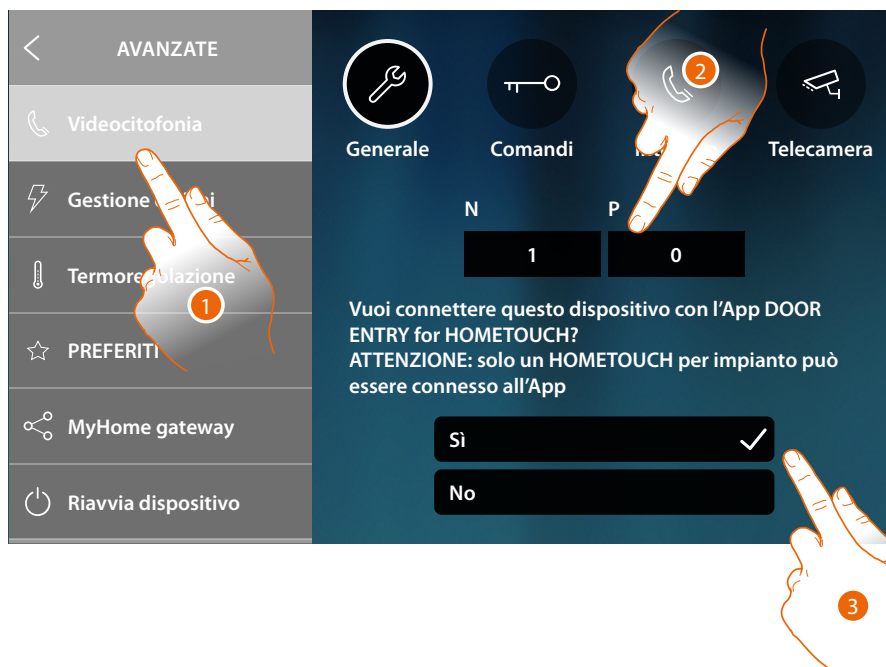 AVANZATE
Videocitofonia
Gestione
Termoregolazione
PREFERITI
MyHome gateway
Riavvia dispositivo
1
2
Generale
Comandi
Telecamera
N
P
1
0
Vuoi connettere questo dispositivo con l'App DOOR
ENTRY for HOMETOUCH?
ATTENZIONE: solo un HOMETOUCH per impianto può
essere connesso all'App
Sì
No
3